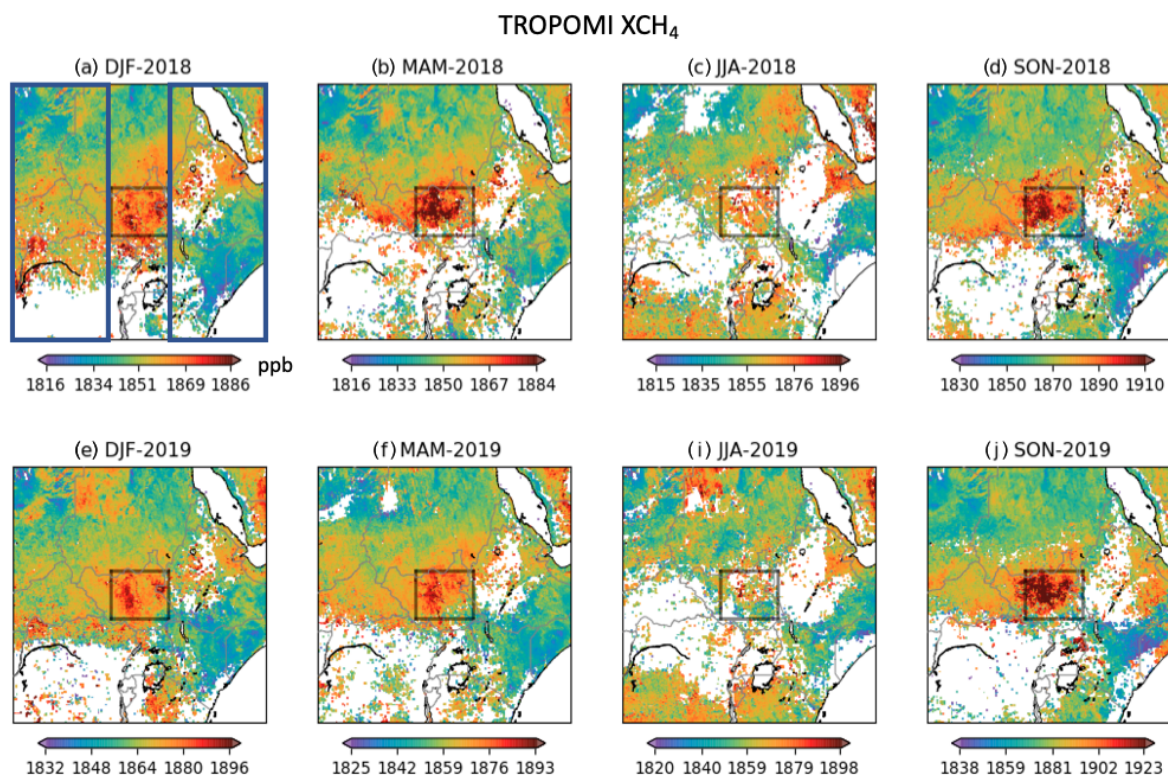 TROPOMI XCH₄
(a) DJF-2018
(b) MAM-2018
(c) JJA-2018
(d) SON-2018
1816 1834 1851 1869 1886 ppb
1816 1833 1850 1867 1884
1815 1835 1855 1876 1896
1830 1850 1870 1890 1910
(e) DJF-2019
(f) MAM-2019
(i) JJA-2019
(j) SON-2019
1832 1848 1864 1880 1896
1825 1842 1859 1876 1893
1820 1840 1859 1879 1898
1838 1859 1881 1902 1923